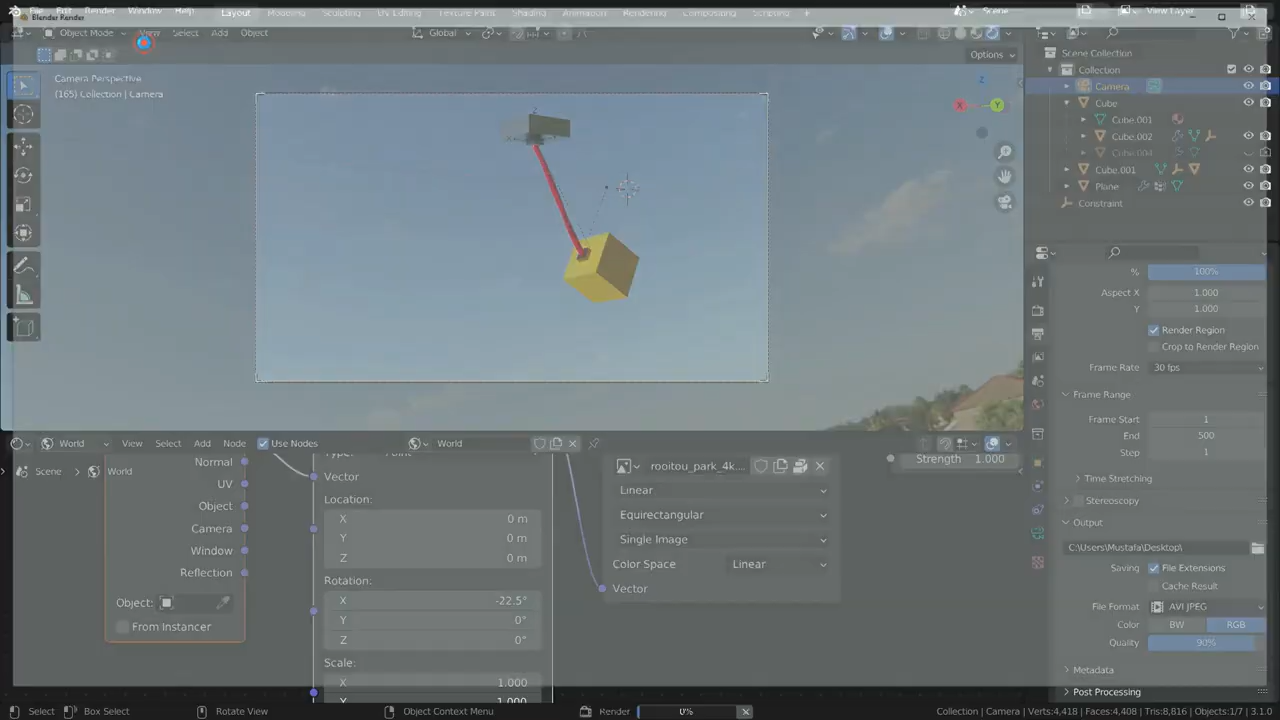 File Edit Render Window Help Layout Modeling Sculpting UV Editing Texture Paint Shading Animation Rendering Compositing Scripting Scene View Layer
Blender Render
Object Mode View Select Add Object Global
Options
Camera Perspective
(165) Collection | Camera
Z
X
Y
Scene Collection
Collection
Camera
Cube
Cube.001
Cube.002
Cube.004
Cube.001
Plane
Constraint
% 100%
Aspect X 1.000
Y 1.000
Render Region
Crop to Render Region
Frame Rate 30 fps
Frame Range
Frame Start 1
End 500
Step 1
Time Stretching
Stereoscopy
Output
C:\Users\Mustafa\Desktop\
Saving File Extensions
Cache Result
File Format AVI JPEG
Color BW RGB
Quality 90%
Metadata
Post Processing
World View Select Add Node Use Nodes World
Scene World
Normal
UV
Object
Camera
Window
Reflection
Object:
From Instancer
Vector
Location:
X 0 m
Y 0 m
Z 0 m
Rotation:
X -22.5°
Y 0°
Z 0°
Scale:
X 1.000
Y 1.000
rooitou_park_4k....
Linear
Equirectangular
Single Image
Color Space Linear
Vector
Strength 1.000
Select Box Select Rotate View Object Context Menu Render 0% Collection | Camera | Verts:4,418 | Faces:4,408 | Tris:8,816 | Objects:1/7 | 3.1.0